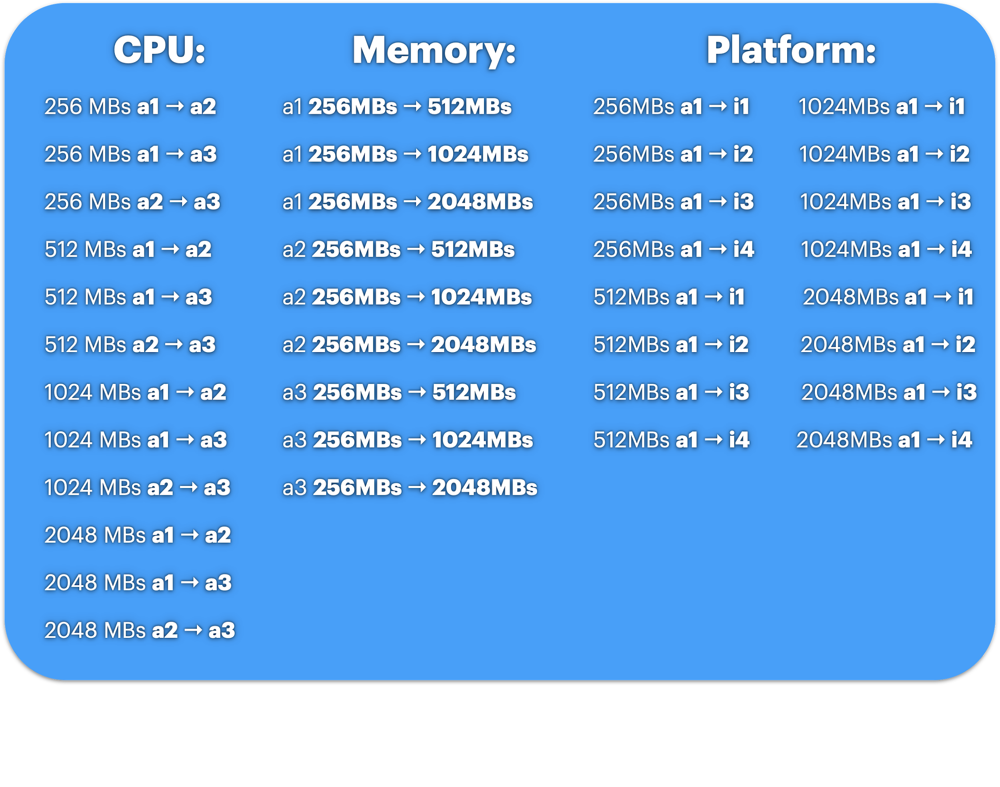 CPU:
256 MBs a1 → a2
256 MBs a1 → a3
256 MBs a2 → a3
512 MBs a1 → a2
512 MBs a1 → a3
512 MBs a2 → a3
1024 MBs a1 → a2
1024 MBs a1 → a3
1024 MBs a2 → a3
2048 MBs a1 → a2
2048 MBs a1 → a3
2048 MBs a2 → a3
Memory:
a1 256MBs → 512MBs
a1 256MBs → 1024MBs
a1 256MBs → 2048MBs
a2 256MBs → 512MBs
a2 256MBs → 1024MBs
a2 256MBs → 2048MBs
a3 256MBs → 512MBs
a3 256MBs → 1024MBs
a3 256MBs → 2048MBs
Platform:
256MBs a1 → i1
256MBs a1 → i2
256MBs a1 → i3
256MBs a1 → i4
512MBs a1 → i1
512MBs a1 → i2
512MBs a1 → i3
512MBs a1 → i4
1024MBs a1 → i1
1024MBs a1 → i2
1024MBs a1 → i3
1024MBs a1 → i4
2048MBs a1 → i1
2048MBs a1 → i2
2048MBs a1 → i3
2048MBs a1 → i4